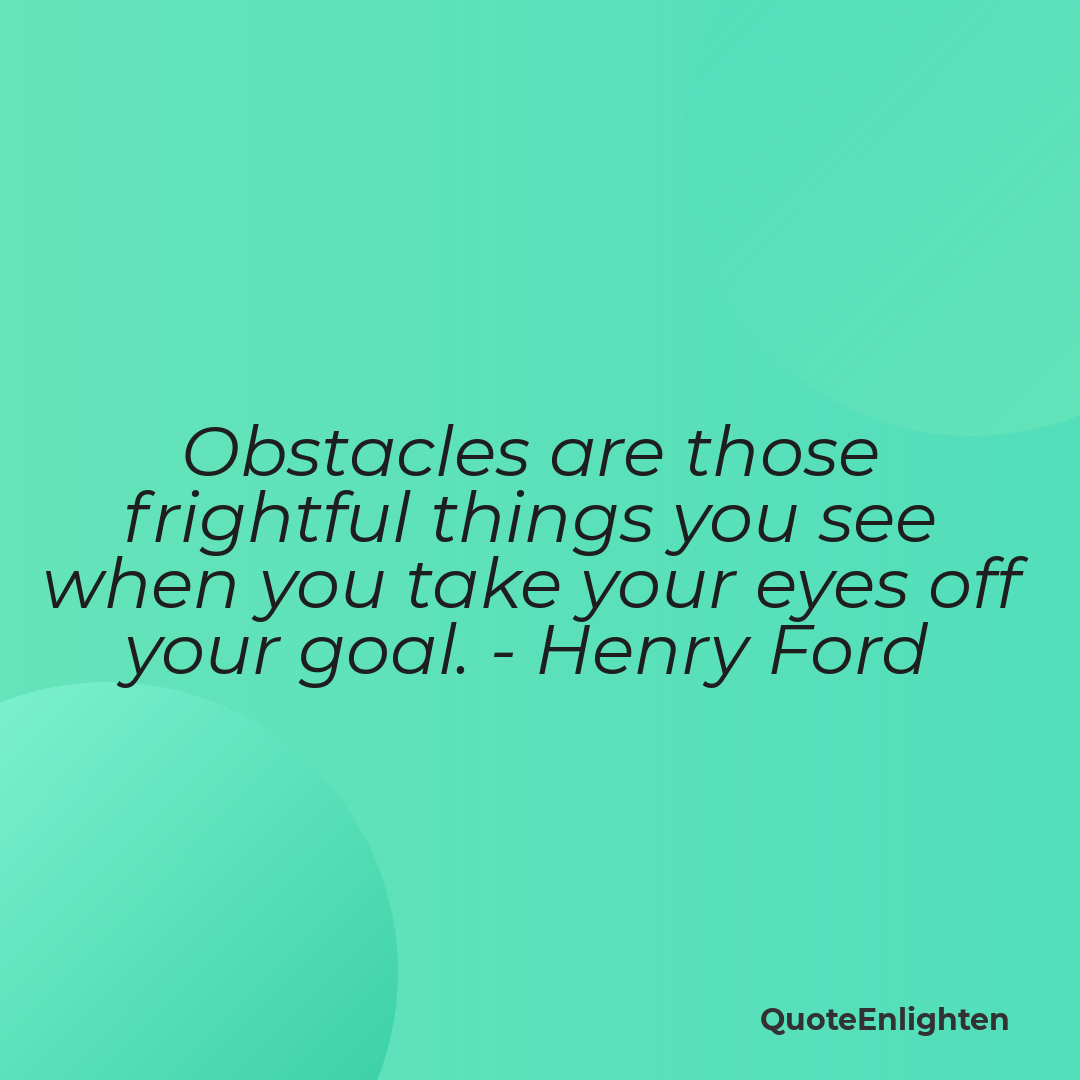 Obstacles are those
frightful things you see
when you take your eyes off
your goal. - Henry Ford
QuoteEnlighten